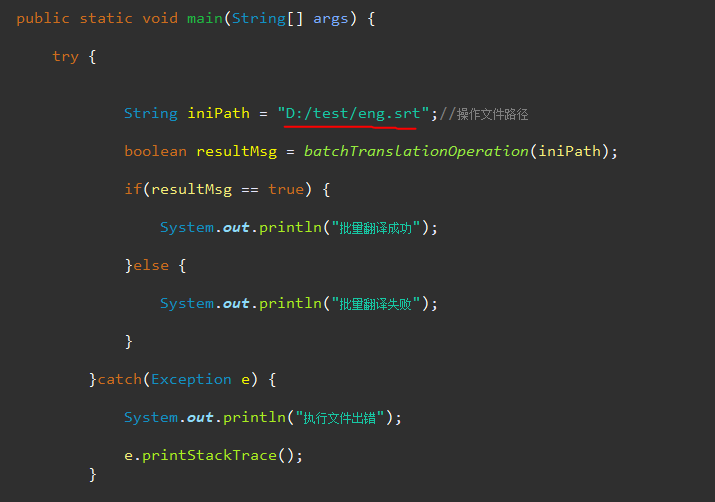 public static void main(String[] args) {
try {
String iniPath = "D:/test/eng.srt";//操作文件路径
boolean resultMsg = batchTranslationOperation(iniPath);
if(resultMsg == true) {
System.out.println("批量翻译成功");
}else {
System.out.println("批量翻译失败");
}
}catch(Exception e) {
System.out.println("执行文件出错");
e.printStackTrace();
}